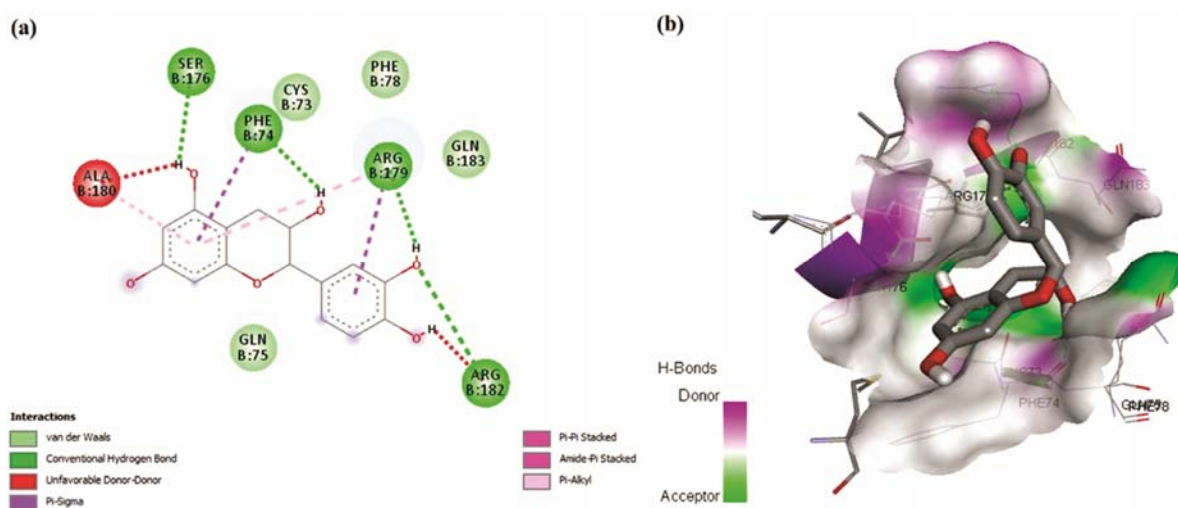 (a)
SER
B:176
CYS
B:73
PHE
B:78
PHE
B:74
ARG
B:179
GLN
B:183
ALA
B:180
H
O
H
O
H
O
O
O
O
H
GLN
B:75
ARG
B:182
Interactions
van der Waals
Conventional Hydrogen Bond
Unfavorable Donor-Donor
Pi-Sigma
Pi-Pi Stacked
Amide-Pi Stacked
Pi-Alkyl
(b)
GLN183
ARG17
PHE74
PHE78
H-Bonds
Donor
Acceptor